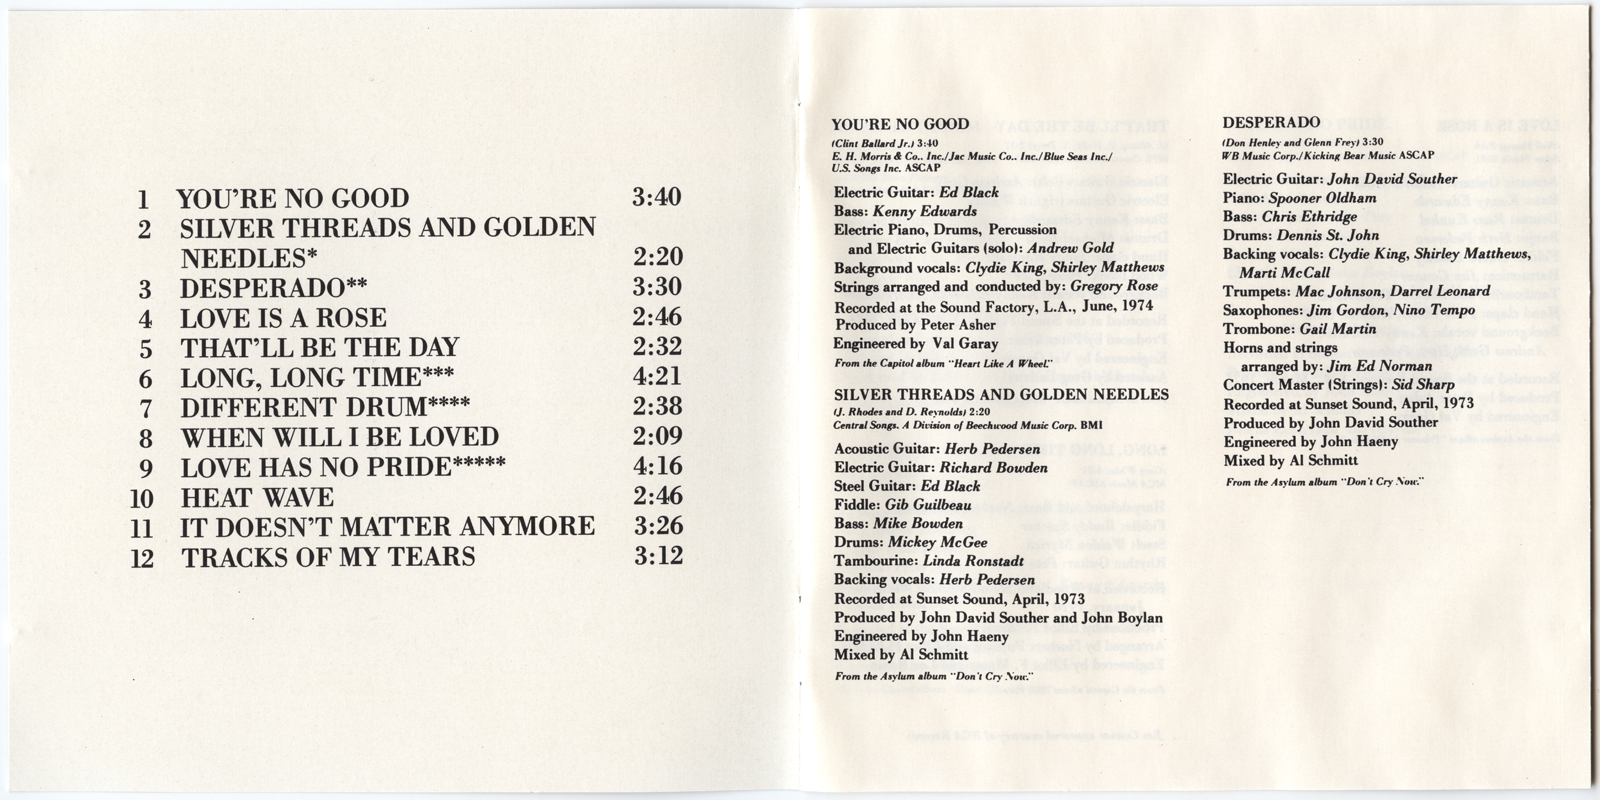 1 YOU'RE NO GOOD 3:40
2 SILVER THREADS AND GOLDEN
NEEDLES* 2:20
3 DESPERADO** 3:30
4 LOVE IS A ROSE 2:46
5 THAT'LL BE THE DAY 2:32
6 LONG, LONG TIME*** 4:21
7 DIFFERENT DRUM**** 2:38
8 WHEN WILL I BE LOVED 2:09
9 LOVE HAS NO PRIDE***** 4:16
10 HEAT WAVE 2:46
11 IT DOESN'T MATTER ANYMORE 3:26
12 TRACKS OF MY TEARS 3:12
YOU'RE NO GOOD
(Clint Ballard Jr.) 3:40
E. H. Morris & Co.. Inc./Jac Music Co.. Inc./Blue Seas Inc./
U.S. Songs Inc. ASCAP
Electric Guitar: Ed Black
Bass: Kenny Edwards
Electric Piano, Drums, Percussion
and Electric Guitars (solo): Andrew Gold
Background vocals: Clydie King, Shirley Matthews
Strings arranged and conducted by: Gregory Rose
Recorded at the Sound Factory, L.A., June, 1974
Produced by Peter Asher
Engineered by Val Garay
From the Capitol album "Heart Like A Wheel."
SILVER THREADS AND GOLDEN NEEDLES
(J. Rhodes and D. Reynolds) 2:20
Central Songs. A Division of Beechwood Music Corp. BMI
Acoustic Guitar: Herb Pedersen
Electric Guitar: Richard Bowden
Steel Guitar: Ed Black
Fiddle: Gib Guilbeau
Bass: Mike Bowden
Drums: Mickey McGee
Tambourine: Linda Ronstadt
Backing vocals: Herb Pedersen
Recorded at Sunset Sound, April, 1973
Produced by John David Souther and John Boylan
Engineered by John Haeny
Mixed by Al Schmitt
From the Asylum album "Don't Cry Now."
DESPERADO
(Don Henley and Glenn Frey) 3:30
WB Music Corp./Kicking Bear Music ASCAP
Electric Guitar: John David Souther
Piano: Spooner Oldham
Bass: Chris Ethridge
Drums: Dennis St. John
Backing vocals: Clydie King, Shirley Matthews,
Marti McCall
Trumpets: Mac Johnson, Darrel Leonard
Saxophones: Jim Gordon, Nino Tempo
Trombone: Gail Martin
Horns and strings
arranged by: Jim Ed Norman
Concert Master (Strings): Sid Sharp
Recorded at Sunset Sound, April, 1973
Produced by John David Souther
Engineered by John Haeny
Mixed by Al Schmitt
From the Asylum album "Don't Cry Now."